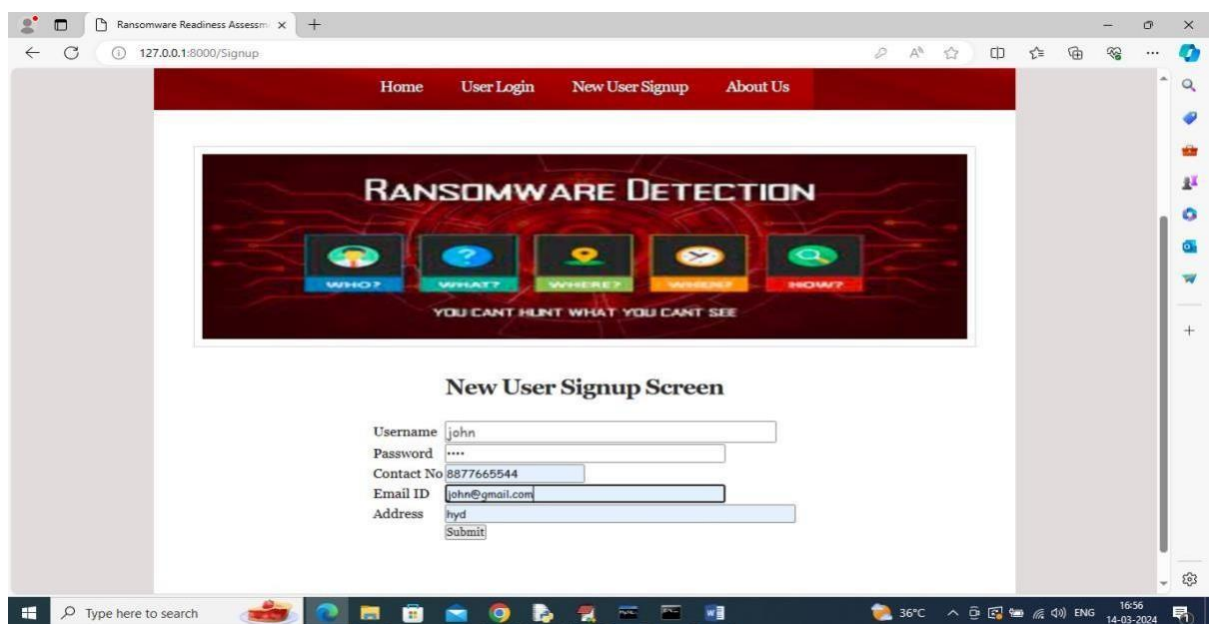 Ransomware Readiness Assessm
127.0.0.1:8000/Signup
Home User Login New User Signup About Us
RANSOMWARE DETECTION
WHO? WHAT? WHERE? WHEN? HOW?
YOU CANT HUNT WHAT YOU CANT SEE
New User Signup Screen
Username john
Password ····
Contact No 8877665544
Email ID john@gmail.com
Address hyd
Submit
Type here to search
36°C ENG 16:56
14-03-2024